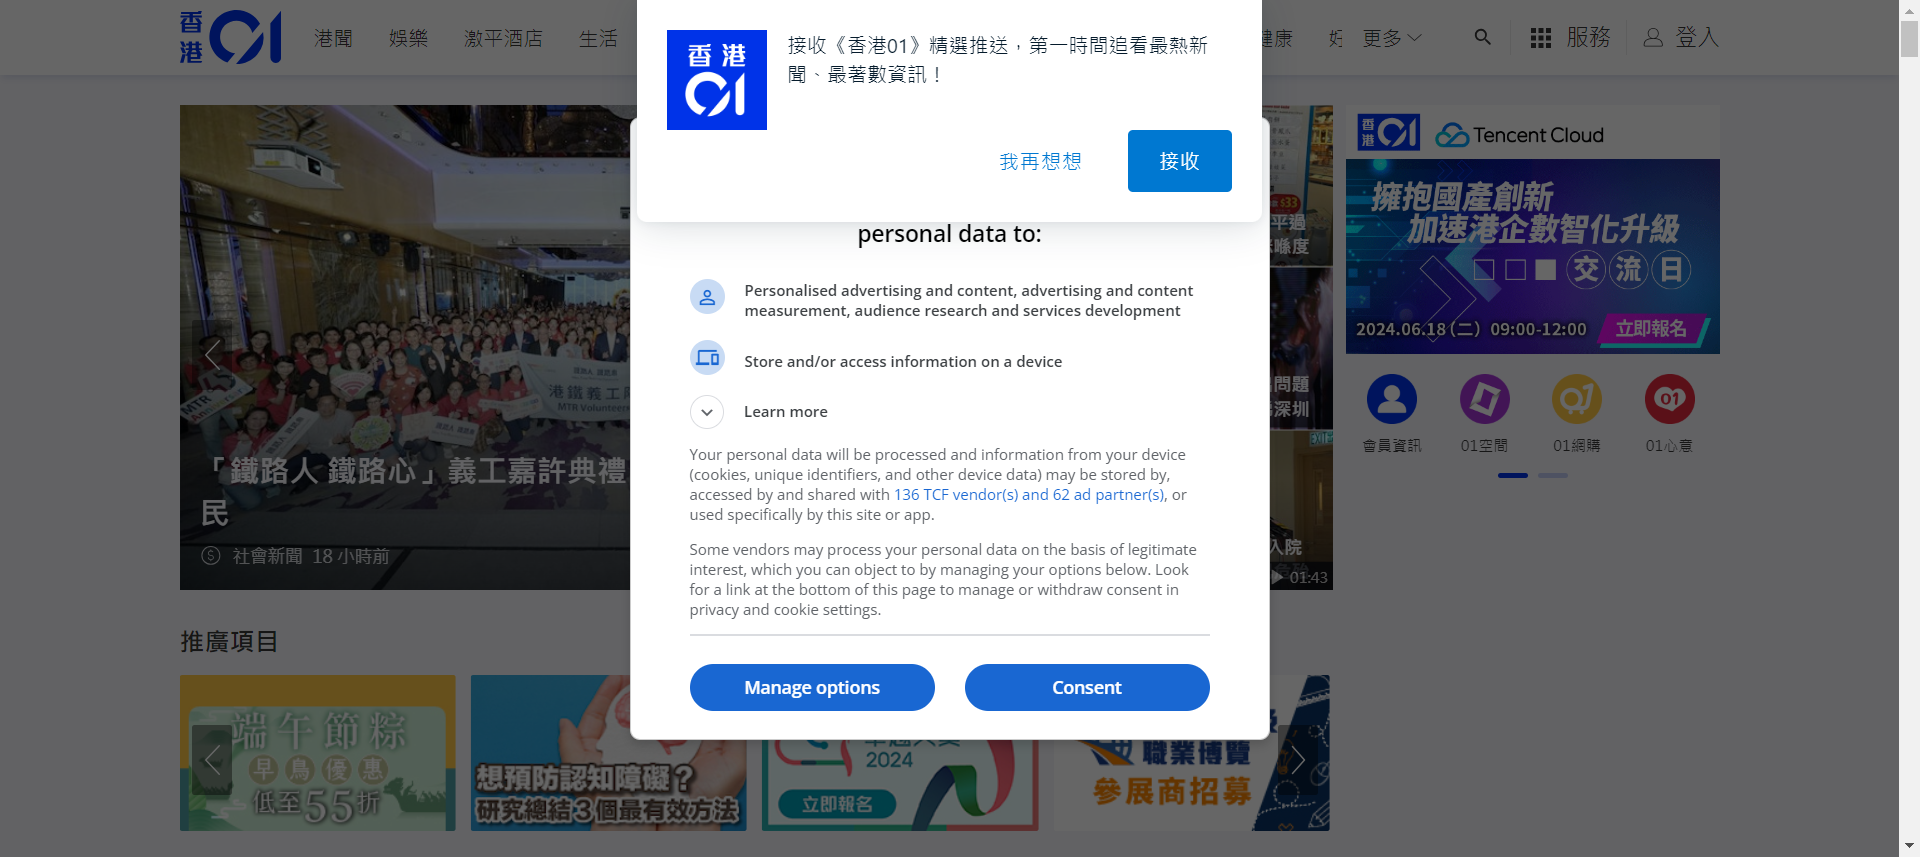 香港01
港聞
娛樂
激平酒店
生活
健康
更多
服務
登入
接收《香港01》精選推送，第一時間追看最熱新
聞、最著數資訊！
我再想想
接收
personal data to:
Personalised advertising and content, advertising and content
measurement, audience research and services development
Store and/or access information on a device
Learn more
Your personal data will be processed and information from your device
(cookies, unique identifiers, and other device data) may be stored by,
accessed by and shared with 136 TCF vendor(s) and 62 ad partner(s), or
used specifically by this site or app.
Some vendors may process your personal data on the basis of legitimate
interest, which you can object to by managing your options below. Look
for a link at the bottom of this page to manage or withdraw consent in
privacy and cookie settings.
Manage options
Consent
「鐵路人 鐵路心」義工嘉許典禮
民
社會新聞 18 小時前
$33
平過
喺度
問題
深圳
入院
01:43
香港01 Tencent Cloud
擁抱國產創新
加速港企數智化升級
交流日
2024.06.18(二) 09:00-12:00
立即報名
會員資訊
01空間
01網購
01心意
推廣項目
端午節粽
早鳥優惠
低至55折
想預防認知障礙？
研究總結3個最有效方法
2024
立即報名
職業博覽
參展商招募